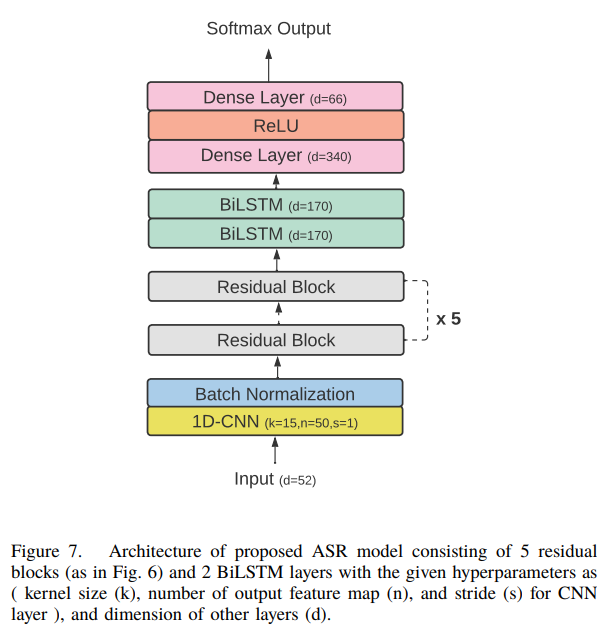 Softmax Output
Dense Layer (d=66)
ReLU
Dense Layer (d=340)
BiLSTM (d=170)
BiLSTM (d=170)
Residual Block
x 5
Residual Block
Batch Normalization
1D-CNN (k=15,n=50,s=1)
Input (d=52)
Figure 7. Architecture of proposed ASR model consisting of 5 residual
blocks (as in Fig. 6) and 2 BiLSTM layers with the given hyperparameters as
( kernel size (k), number of output feature map (n), and stride (s) for CNN
layer ), and dimension of other layers (d).